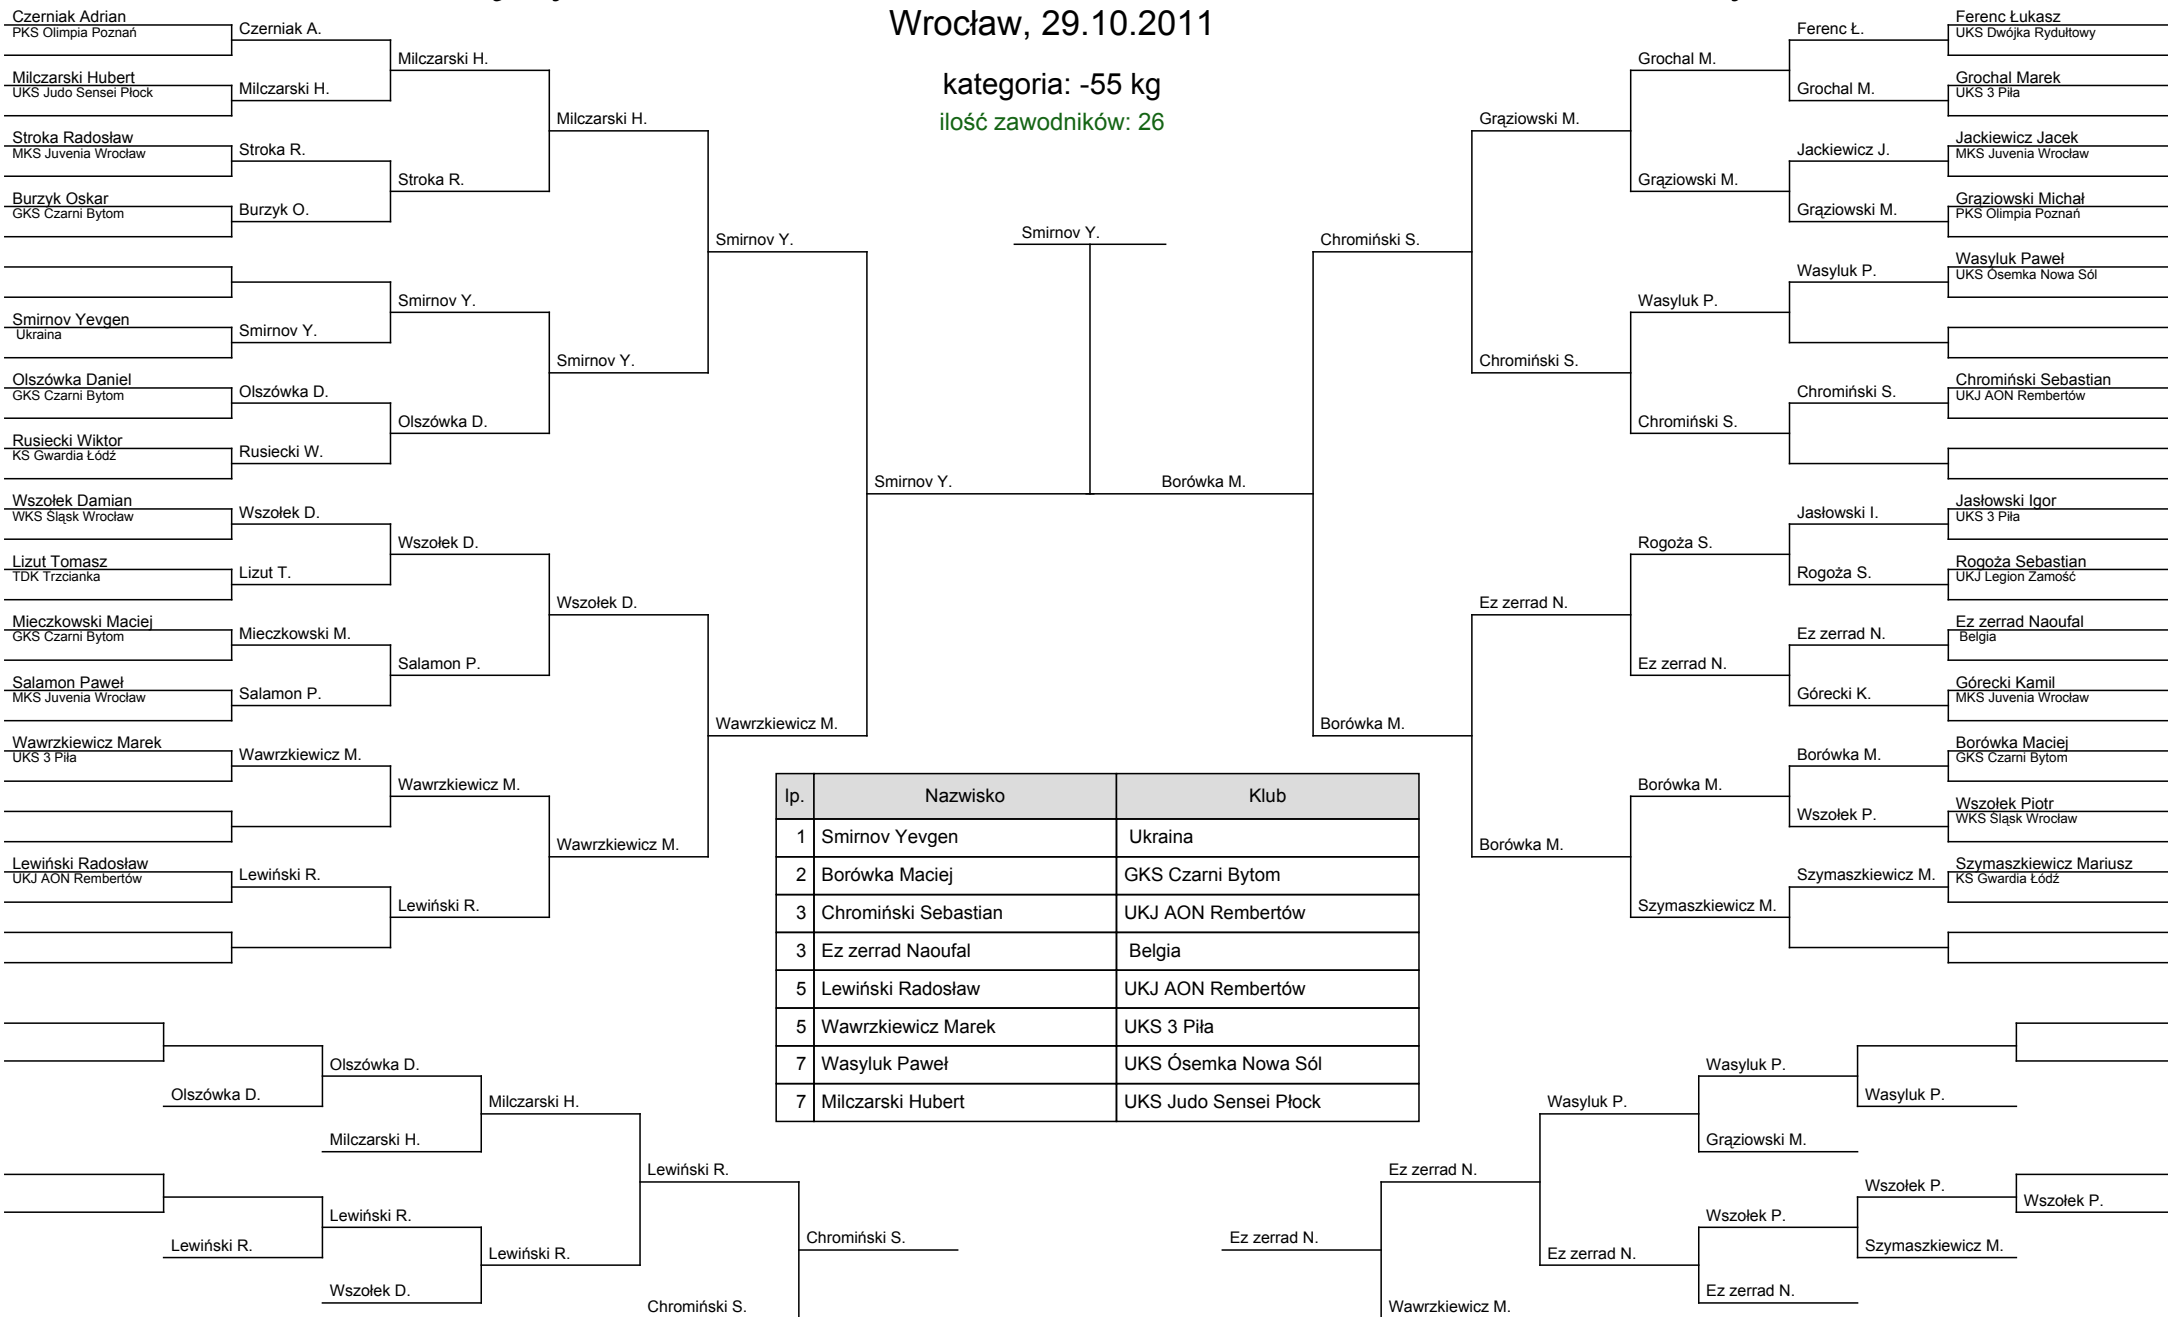 Wrocław, 29.10.2011
kategoria: -55 kg
ilość zawodników: 26
Czerniak Adrian
PKS Olimpia Poznań
Milczarski Hubert
UKS Judo Sensei Płock
Stroka Radosław
MKS Juvenia Wrocław
Burzyk Oskar
GKS Czarni Bytom
Smirnov Yevgen
Ukraina
Olszówka Daniel
GKS Czarni Bytom
Rusiecki Wiktor
KS Gwardia Łódź
Wszołek Damian
WKS Śląsk Wrocław
Lizut Tomasz
TDK Trzcianka
Mieczkowski Maciej
GKS Czarni Bytom
Salamon Paweł
MKS Juvenia Wrocław
Wawrzkiewicz Marek
UKS 3 Piła
Lewiński Radosław
UKJ AON Rembertów
Czerniak A.
Milczarski H.
Stroka R.
Burzyk O.
Smirnov Y.
Olszówka D.
Rusiecki W.
Wszołek D.
Lizut T.
Mieczkowski M.
Salamon P.
Wawrzkiewicz M.
Lewiński R.
Milczarski H.
Stroka R.
Smirnov Y.
Olszówka D.
Wszołek D.
Salamon P.
Wawrzkiewicz M.
Lewiński R.
Milczarski H.
Smirnov Y.
Wszołek D.
Wawrzkiewicz M.
Smirnov Y.
Wawrzkiewicz M.
Smirnov Y.
Smirnov Y.
Borówka M.
Chromiński S.
Borówka M.
Grąziowski M.
Chromiński S.
Ez zerrad N.
Borówka M.
Grochal M.
Grąziowski M.
Wasyluk P.
Chromiński S.
Rogoża S.
Ez zerrad N.
Borówka M.
Szymaszkiewicz M.
Ferenc Ł.
Grochal M.
Jackiewicz J.
Grąziowski M.
Wasyluk P.
Chromiński S.
Jasłowski I.
Rogoża S.
Ez zerrad N.
Górecki K.
Borówka M.
Wszołek P.
Szymaszkiewicz M.
Ferenc Łukasz
UKS Dwójka Rydułtowy
Grochal Marek
UKS 3 Piła
Jackiewicz Jacek
MKS Juvenia Wrocław
Grąziowski Michał
PKS Olimpia Poznań
Wasyluk Paweł
UKS Ósemka Nowa Sól
Chromiński Sebastian
UKJ AON Rembertów
Jasłowski Igor
UKS 3 Piła
Rogoża Sebastian
UKJ Legion Zamość
Ez zerrad Naoufal
Belgia
Górecki Kamil
MKS Juvenia Wrocław
Borówka Maciej
GKS Czarni Bytom
Wszołek Piotr
WKS Śląsk Wrocław
Szymaszkiewicz Mariusz
KS Gwardia Łódź
lp. Nazwisko Klub
1 Smirnov Yevgen Ukraina
2 Borówka Maciej GKS Czarni Bytom
3 Chromiński Sebastian UKJ AON Rembertów
3 Ez zerrad Naoufal Belgia
5 Lewiński Radosław UKJ AON Rembertów
5 Wawrzkiewicz Marek UKS 3 Piła
7 Wasyluk Paweł UKS Ósemka Nowa Sól
7 Milczarski Hubert UKS Judo Sensei Płock
Olszówka D.
Lewiński R.
Olszówka D.
Milczarski H.
Lewiński R.
Wszołek D.
Milczarski H.
Lewiński R.
Lewiński R.
Chromiński S.
Chromiński S.
Ez zerrad N.
Ez zerrad N.
Wawrzkiewicz M.
Wasyluk P.
Ez zerrad N.
Wasyluk P.
Grąziowski M.
Wszołek P.
Ez zerrad N.
Wasyluk P.
Wszołek P.
Szymaszkiewicz M.
Wszołek P.